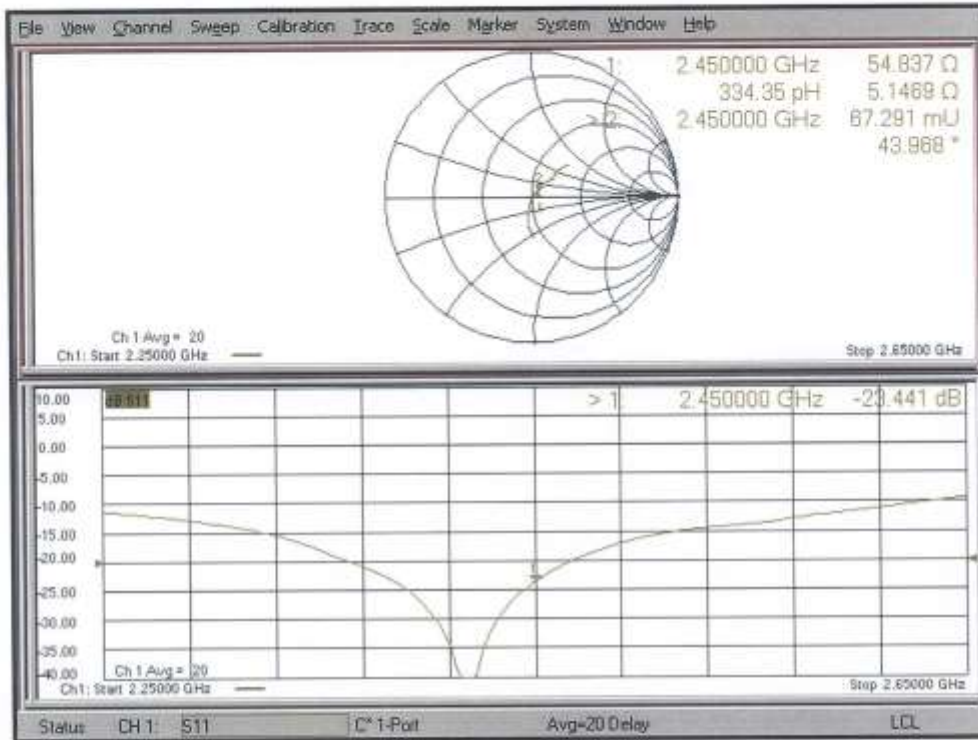 File View Channel Sweep Calibration Trace Scale Marker System Window Help
1: 2.450000 GHz 54.837 Ω
334.35 pH 5.1469 Ω
> 2: 2.450000 GHz 67.291 mU
43.968 °
Ch 1 Avg = 20
Ch1: Start 2.25000 GHz
Stop 2.65000 GHz
10.00 dB S11 > 1: 2.450000 GHz -23.441 dB
5.00
0.00
-5.00
-10.00
-15.00
-20.00
-25.00
-30.00
-35.00
-40.00 Ch 1 Avg = 20
Ch1: Start 2.25000 GHz
Stop 2.65000 GHz
Status CH 1: S11 C* 1-Port Avg=20 Delay LCL